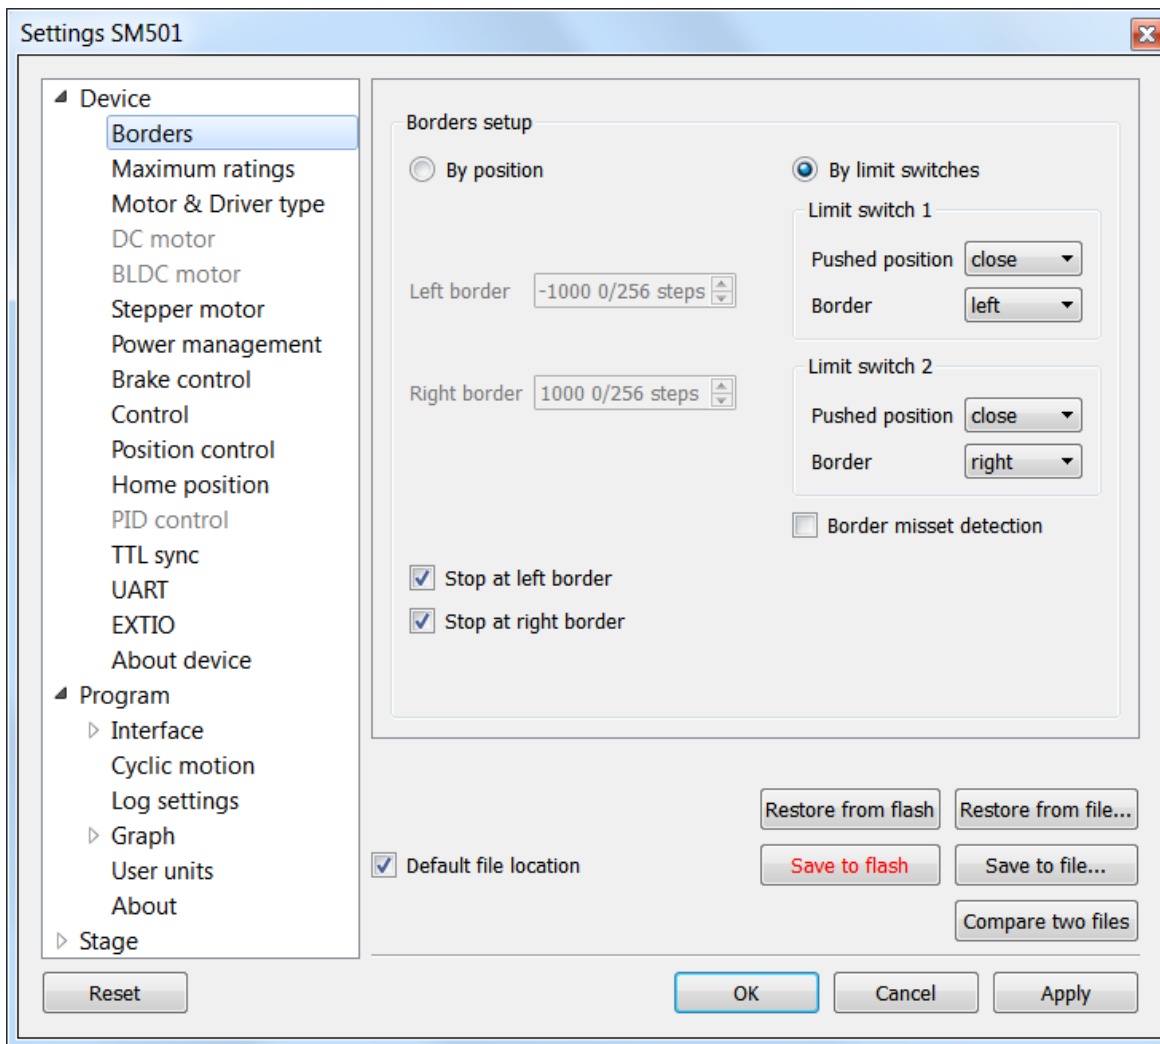 Settings SM501
Device
Borders
Maximum ratings
Motor & Driver type
DC motor
BLDC motor
Stepper motor
Power management
Brake control
Control
Position control
Home position
PID control
TTL sync
UART
EXTIO
About device
Program
Interface
Cyclic motion
Log settings
Graph
User units
About
Stage
Borders setup
By position
Left border -1000 0/256 steps
Right border 1000 0/256 steps
By limit switches
Limit switch 1
Pushed position close
Border left
Limit switch 2
Pushed position close
Border right
Border misset detection
Stop at left border
Stop at right border
Restore from flash Restore from file...
Default file location Save to flash Save to file...
Compare two files
Reset OK Cancel Apply